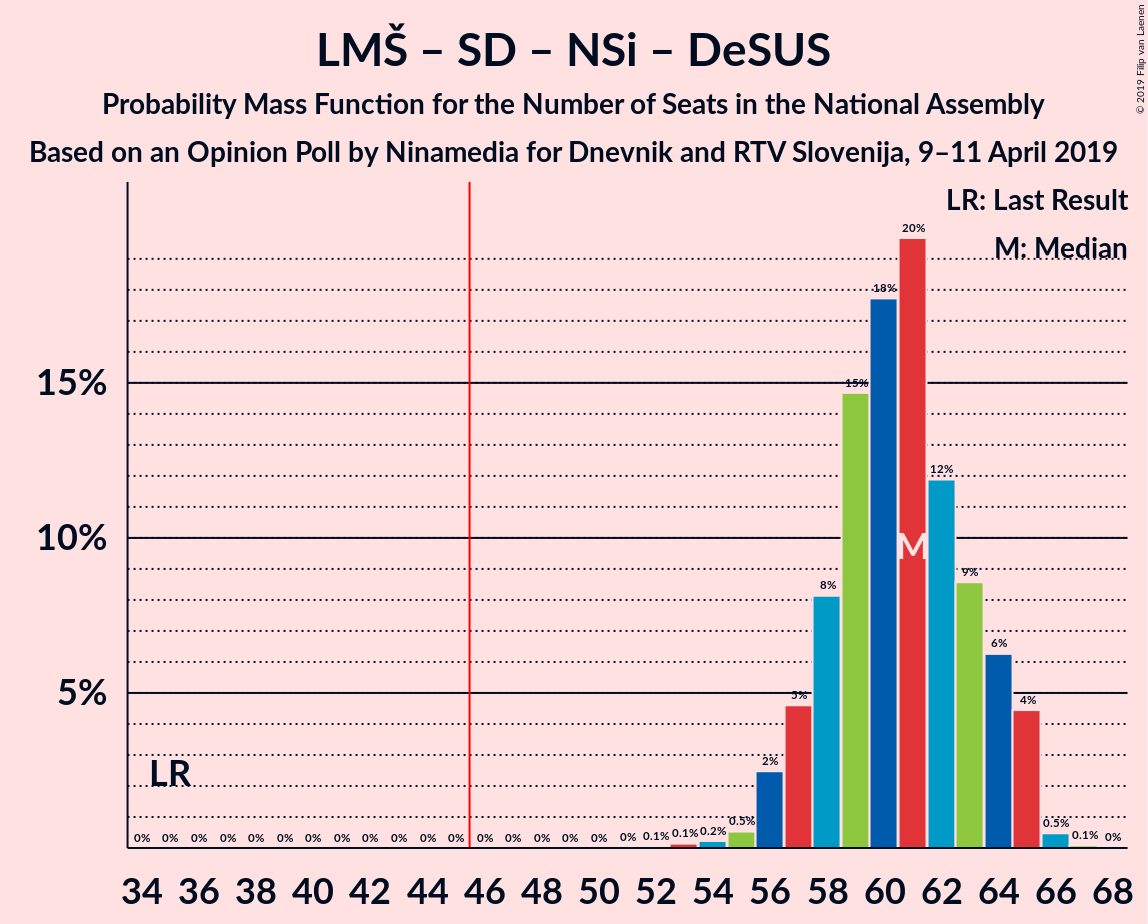 LMŠ – SD – NSi – DeSUS
Probability Mass Function for the Number of Seats in the National Assembly
Based on an Opinion Poll by Ninamedia for Dnevnik and RTV Slovenija, 9–11 April 2019
© 2019 Filip van Laenen
LR: Last Result
M: Median
15%
10%
5%
LR
M
0% 0% 0% 0% 0% 0% 0% 0% 0% 0% 0% 0% 0% 0% 0% 0% 0% 0% 0.1% 0.1% 0.2% 0.5% 2% 5% 8% 15% 18% 20% 12% 9% 6% 4% 0.5% 0.1% 0%
34 36 38 40 42 44 46 48 50 52 54 56 58 60 62 64 66 68